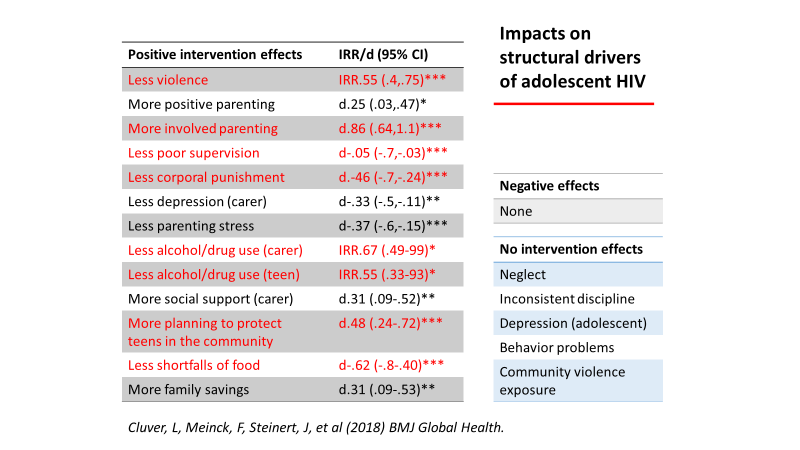 Impacts on
structural drivers
of adolescent HIV
Positive intervention effects IRR/d (95% CI)
Less violence IRR.55 (.4,.75)***
More positive parenting d.25 (.03,.47)*
More involved parenting d.86 (.64,1.1)***
Less poor supervision d-.05 (-.7,-.03)***
Less corporal punishment d.-46 (-.7,-.24)***
Less depression (carer) d-.33 (-.5,-.11)**
Less parenting stress d-.37 (-.6,-.15)***
Less alcohol/drug use (carer) IRR.67 (.49-99)*
Less alcohol/drug use (teen) IRR.55 (.33-93)*
More social support (carer) d.31 (.09-.52)**
More planning to protect d.48 (.24-.72)***
teens in the community
Less shortfalls of food d-.62 (-.8-.40)***
More family savings d.31 (.09-.53)**
Negative effects
None
No intervention effects
Neglect
Inconsistent discipline
Depression (adolescent)
Behavior problems
Community violence
exposure
Cluver, L, Meinck, F, Steinert, J, et al (2018) BMJ Global Health.